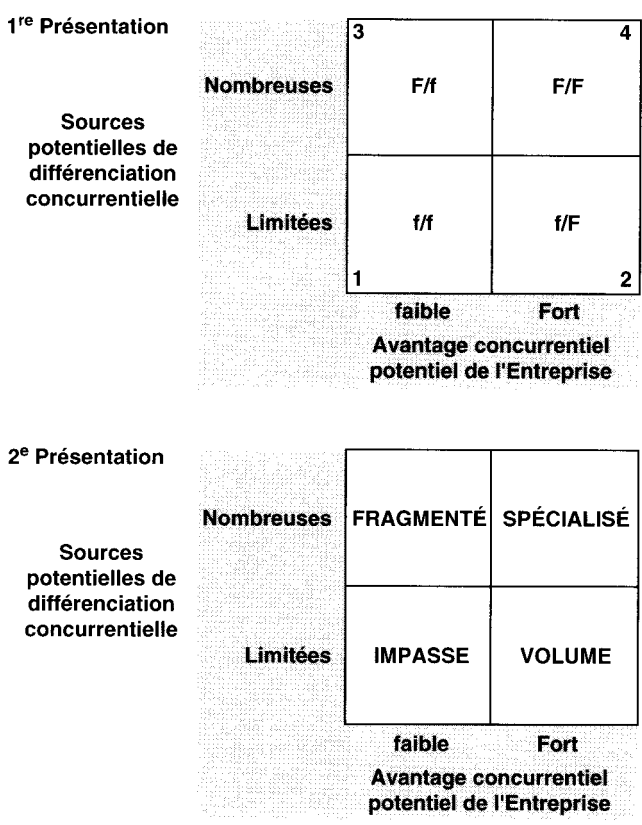 1re Présentation
3
4
Nombreuses
F/f
F/F
Sources
potentielles de
différenciation
concurrentielle
Limitées
f/f
f/F
1
2
faible
Fort
Avantage concurrentiel
potentiel de l'Entreprise
2e Présentation
Nombreuses
FRAGMENTÉ
SPÉCIALISÉ
Sources
potentielles de
différenciation
concurrentielle
Limitées
IMPASSE
VOLUME
faible
Fort
Avantage concurrentiel
potentiel de l'Entreprise